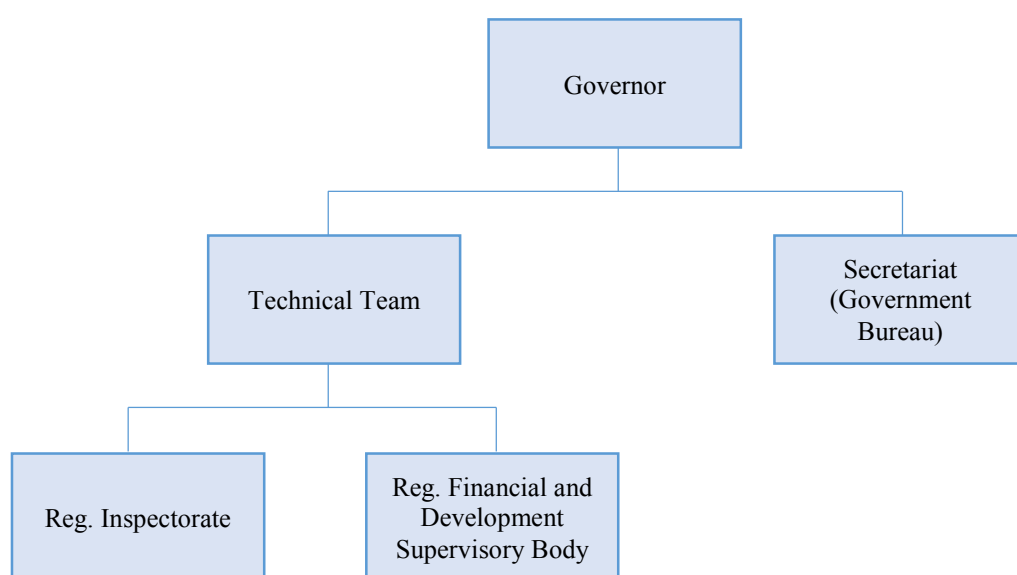 Governor
Technical Team
Secretariat
(Government
Bureau)
Reg. Inspectorate
Reg. Financial and
Development
Supervisory Body